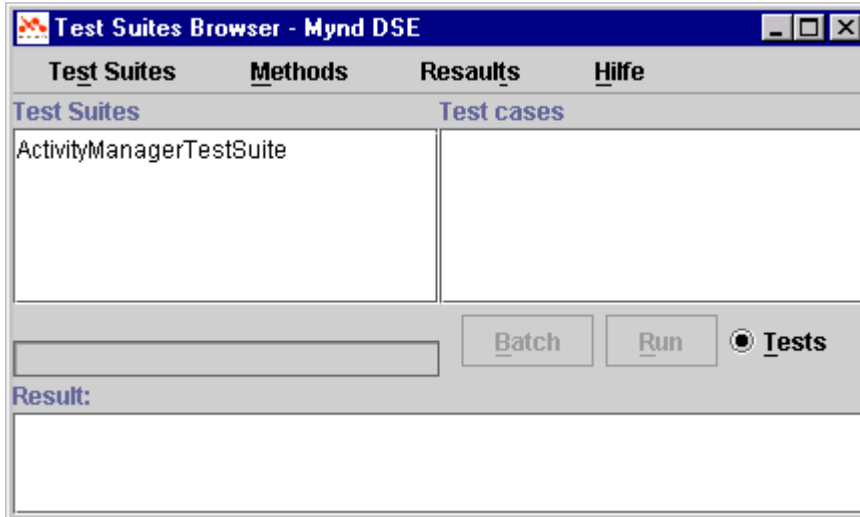 Test Suites Browser - Mynd DSE
Test Suites Methods Resaults Hilfe
Test Suites Test cases
ActivityManagerTestSuite
Batch Run Tests
Result: